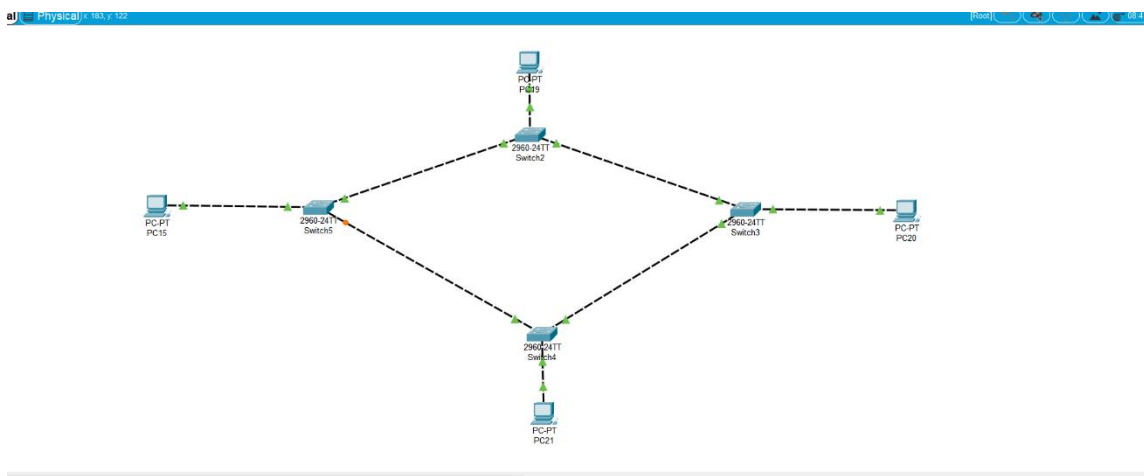 Physical x: 183, y: 122
[Root]
PC-PT
PC19
2960-24TT
Switch2
PC-PT
PC15
2960-24TT
Switch5
2960-24TT
Switch3
PC-PT
PC20
2960-24TT
Switch4
PC-PT
PC21